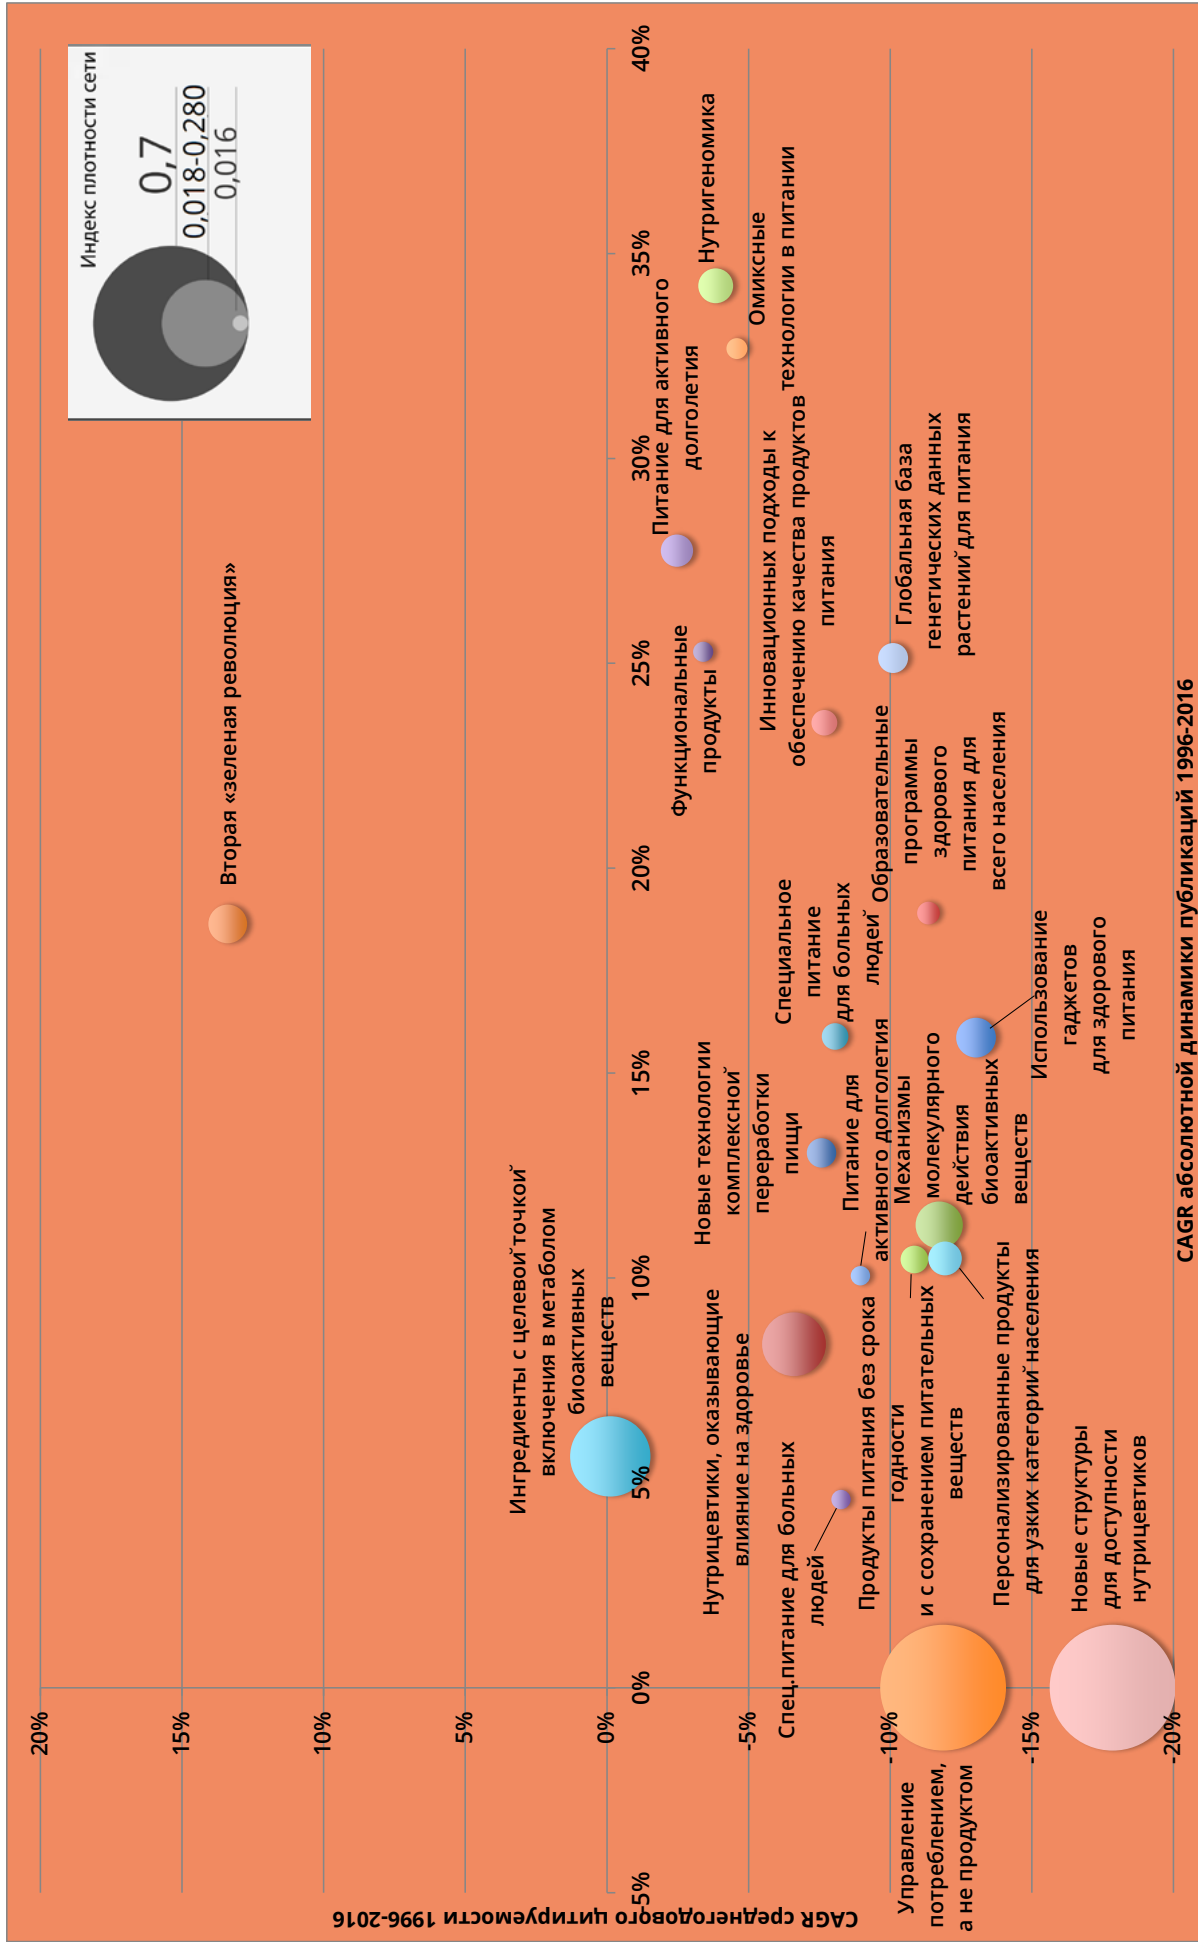 Индекс плотности сети
0,7
0,018-0,280
0,016
20%
15%
10%
5%
0%
-5%
-10%
-15%
-20%
-5%
0%
5%
10%
15%
20%
25%
30%
35%
40%
CAGR среднегодового цитируемости 1996-2016
CAGR абсолютной динамики публикаций 1996-2016
Вторая «зеленая революция»
Ингредиенты с целевой точкой
включения в метаболом
биоактивных
веществ
Питание для активного
долголетия
Нутригеномика
Омиксные
технологии в питании
Функциональные
продукты
Инновационных подходы к
обеспечению качества продуктов
питания
Глобальная база
генетических данных
растений для питания
Образовательные
программы
здорового
питания для
всего населения
Специальное
питание
для больных
людей
Использование
гаджетов
для здорового
питания
Новые технологии
комплексной
переработки
пищи
Питание для
активного долголетия
Механизмы
молекулярного
действия
биоактивных
веществ
Нутрицевтики, оказывающие
влияние на здоровье
Спец.питание для больных
людей
Продукты питания без срока
годности
и с сохранением питательных
веществ
Персонализированные продукты
для узких категорий населения
Новые структуры
для доступности
нутрицевтиков
Управление
потреблением,
а не продуктом